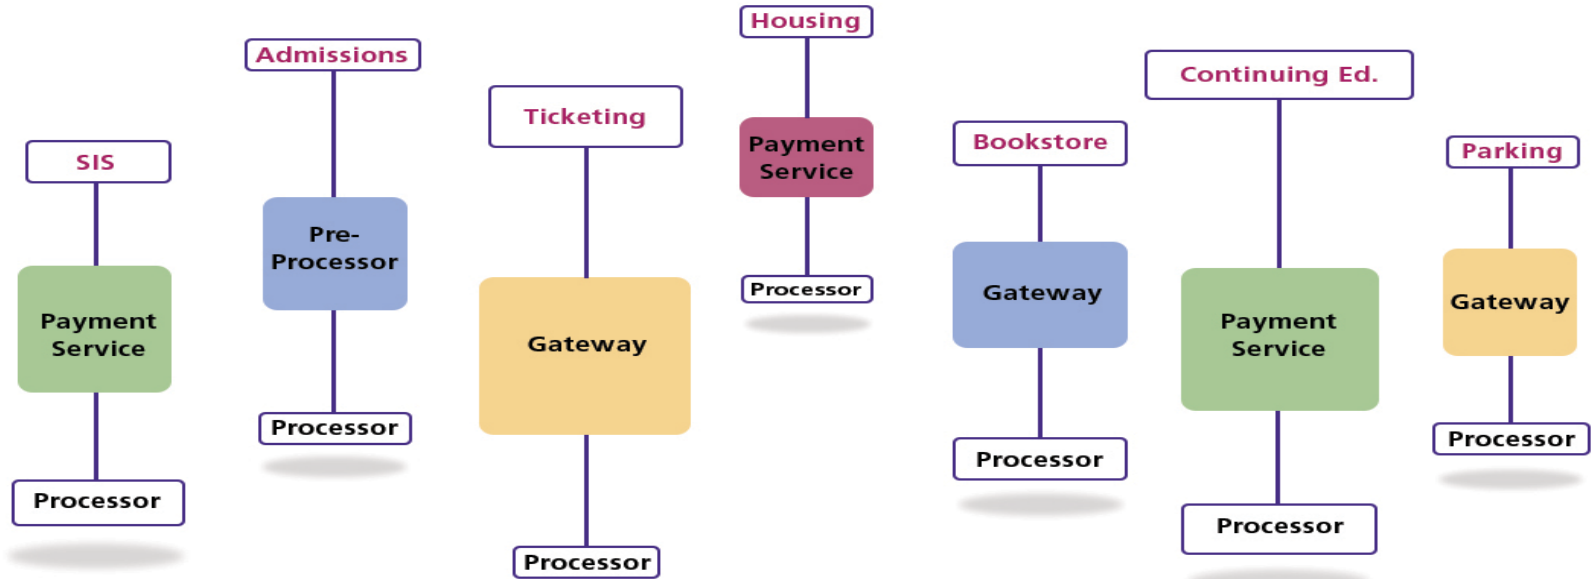 SIS
Payment
Service
Processor
Admissions
Pre-
Processor
Processor
Ticketing
Gateway
Processor
Housing
Payment
Service
Processor
Bookstore
Gateway
Processor
Continuing Ed.
Payment
Service
Processor
Parking
Gateway
Processor